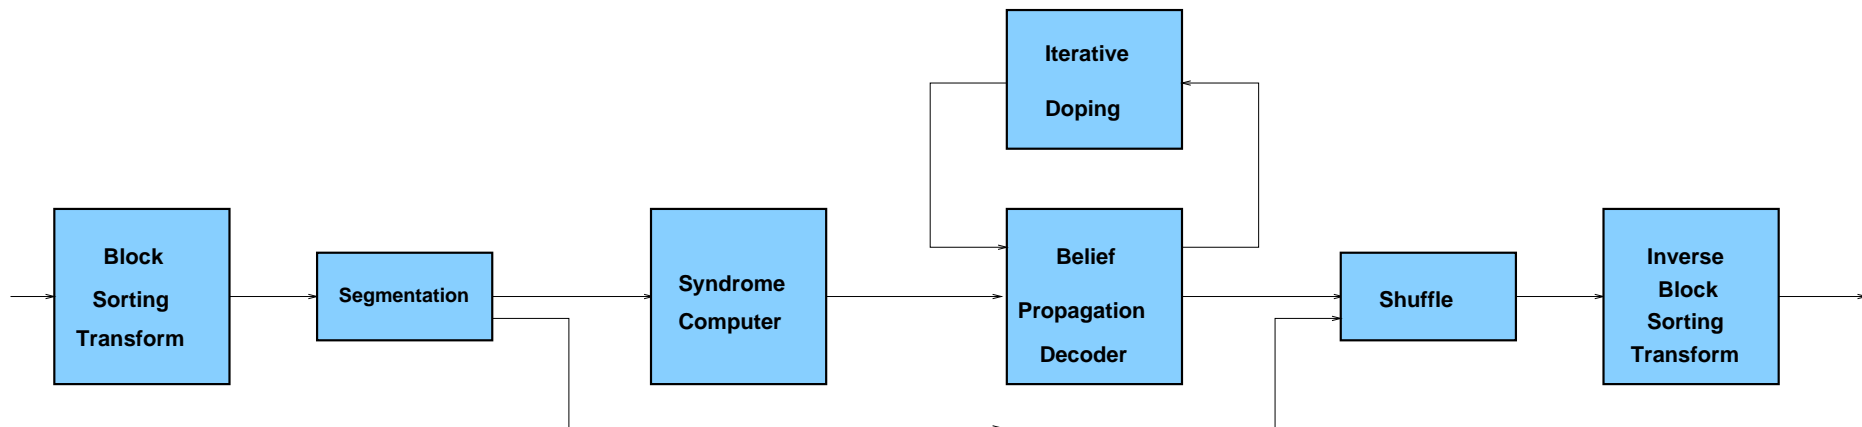 Iterative
Doping
Block
Sorting
Transform
Segmentation
Syndrome
Computer
Belief
Propagation
Decoder
Shuffle
Inverse
Block
Sorting
Transform